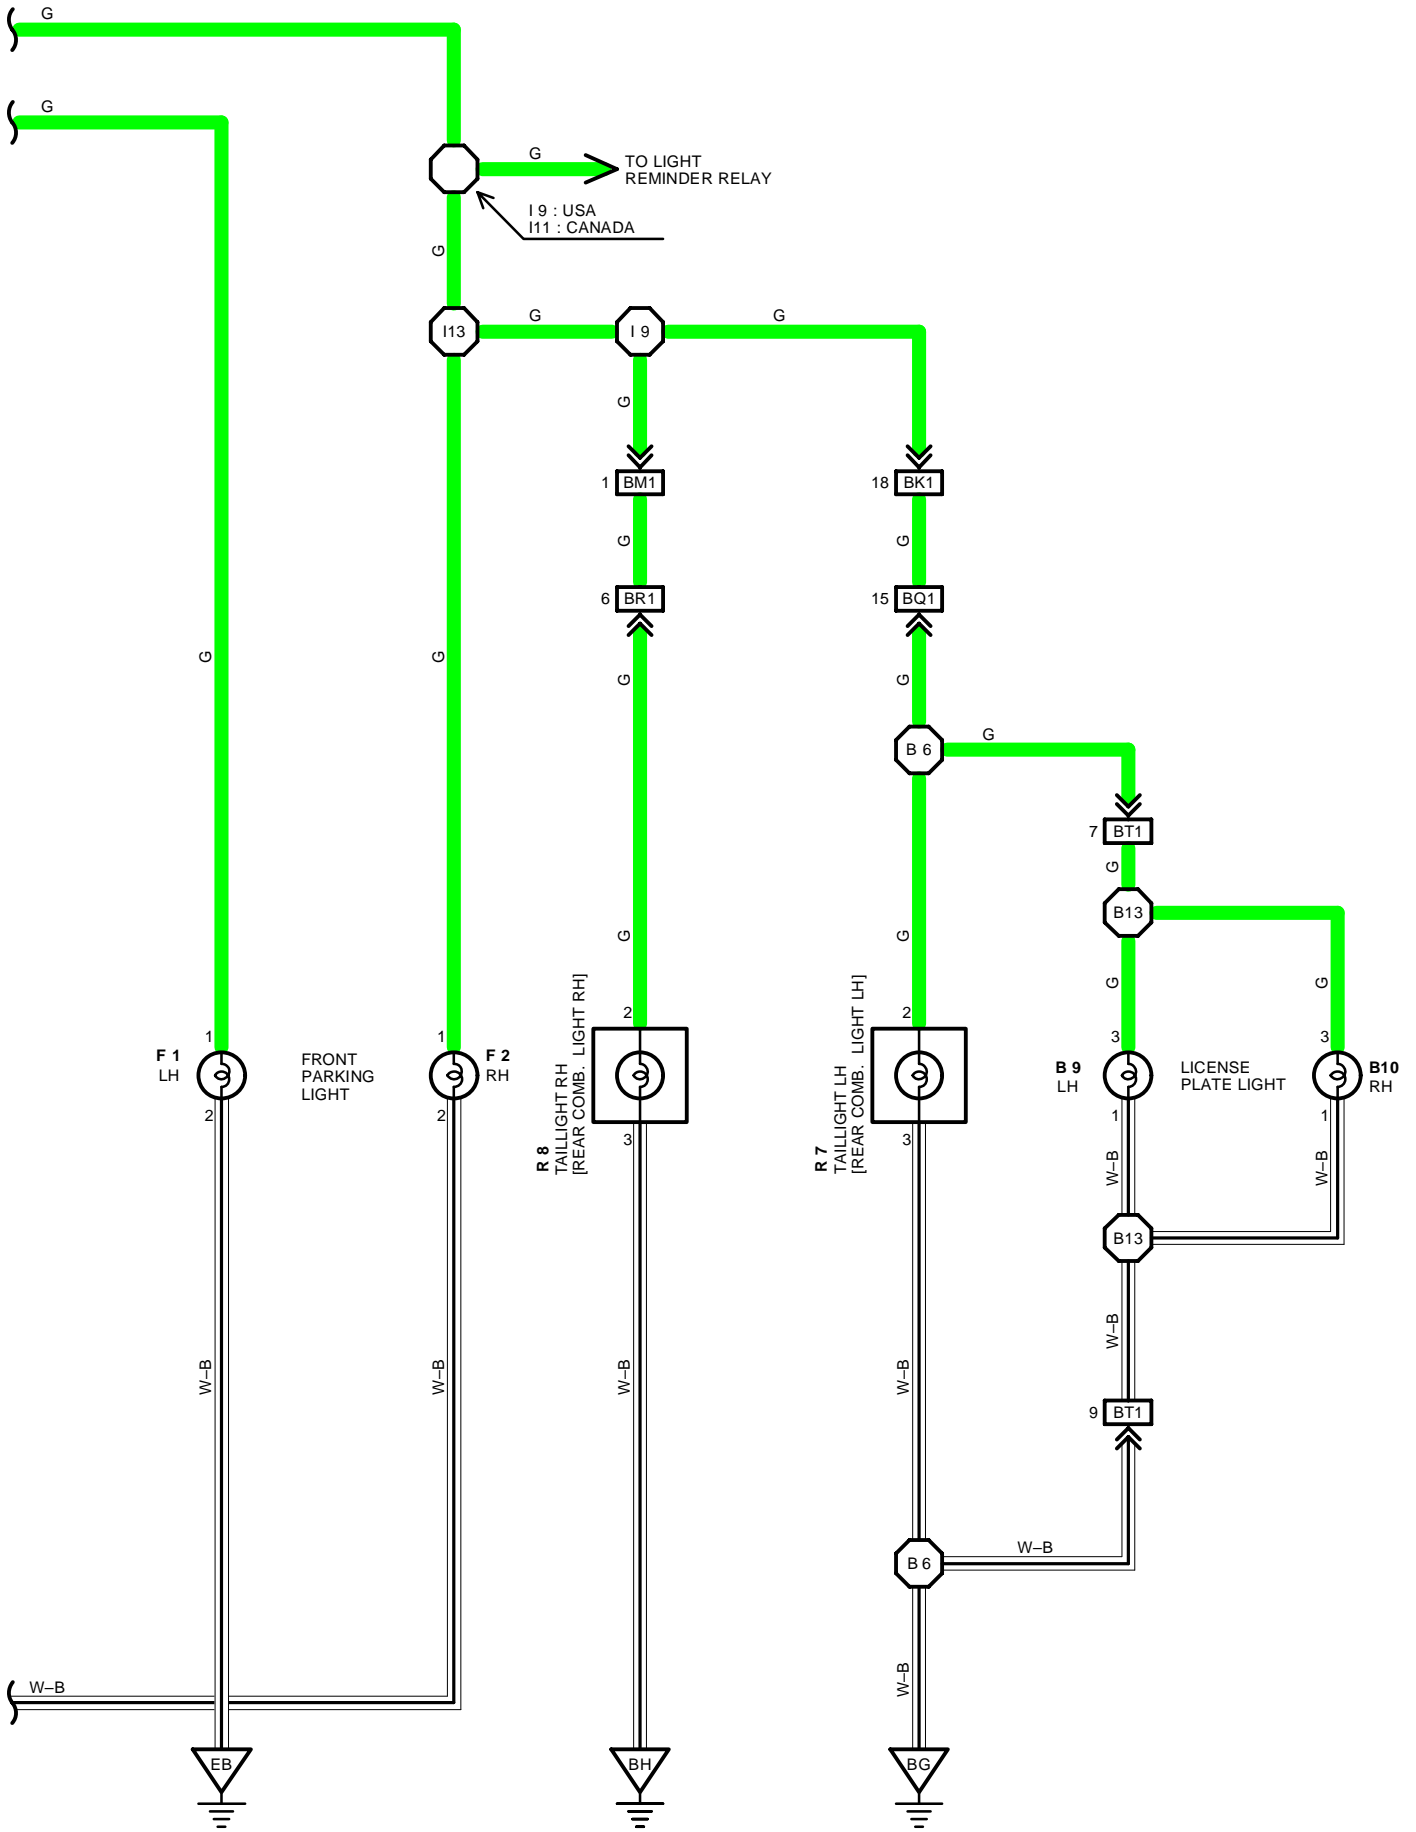 G
G
G
TO LIGHT
REMINDER RELAY
I 9 : USA
I11 : CANADA
G
I13
G
I 9
G
G
1
BM1
18
BK1
G
G
6
BR1
15
BQ1
G
G
G
G
B 6
G
7
BT1
G
B13
G
G
G
G
2
2
1
1
3
3
F 1
LH
FRONT
PARKING
LIGHT
F 2
RH
R 8
TAILLIGHT RH
[REAR COMB. LIGHT RH]
R 7
TAILLIGHT LH
[REAR COMB. LIGHT LH]
B 9
LH
LICENSE
PLATE LIGHT
B10
RH
2
2
3
3
1
1
W–B
W–B
B13
W–B
W–B
W–B
W–B
W–B
9
BT1
W–B
B 6
W–B
W–B
EB
BH
BG